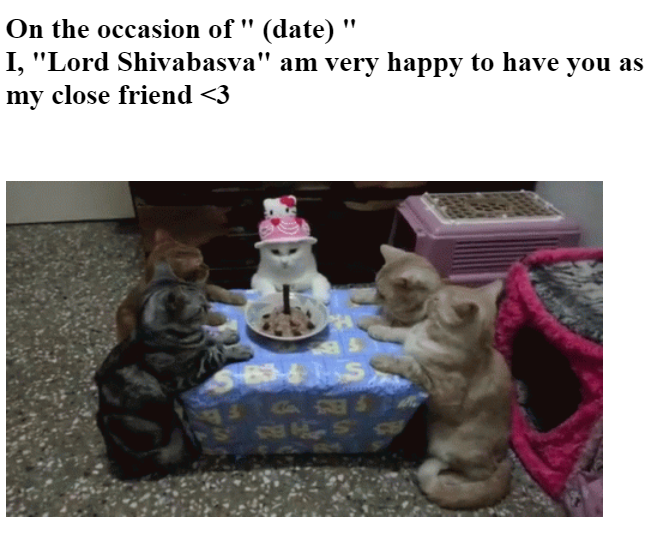 On the occasion of " (date) "
I, "Lord Shivabasva" am very happy to have you as
my close friend <3